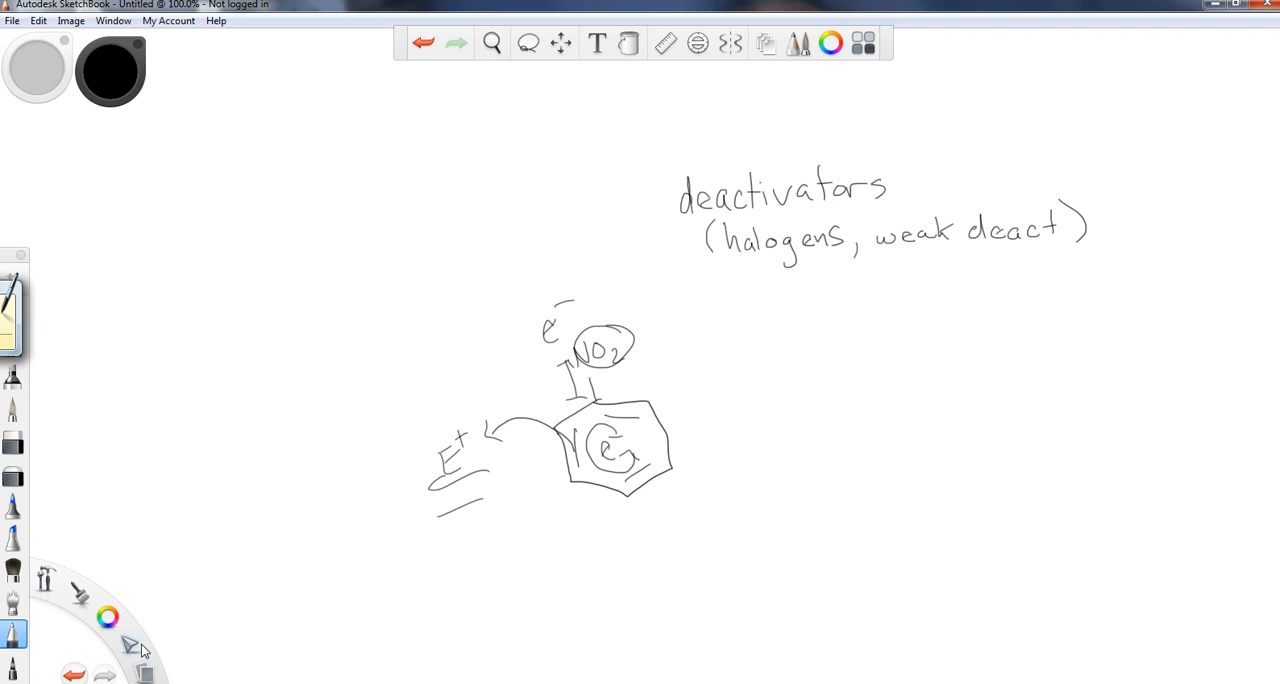 Autodesk SketchBook - Untitled @ 100.0% - Not logged in
File Edit Image Window My Account Help
T
deactivators
(halogens, weak deact)
e⁻
NO₂
E⁺
e⁻